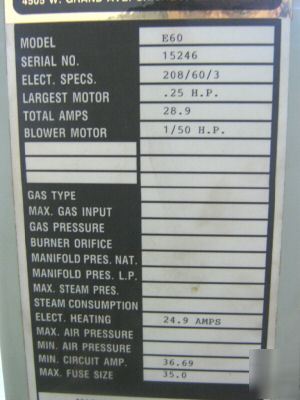 4505 W. GRAND AVE.
MODEL E60
SERIAL NO. 15246
ELECT. SPECS. 208/60/3
LARGEST MOTOR .25 H.P.
TOTAL AMPS 28.9
BLOWER MOTOR 1/50 H.P.
GAS TYPE
MAX. GAS INPUT
GAS PRESSURE
BURNER ORIFICE
MANIFOLD PRES. NAT.
MANIFOLD PRES. L.P.
MAX. STEAM PRES.
STEAM CONSUMPTION
ELECT. HEATING 24.9 AMPS
MAX. AIR PRESSURE
MIN. AIR PRESSURE
MIN. CIRCUIT AMP. 36.69
MAX. FUSE SIZE 35.0